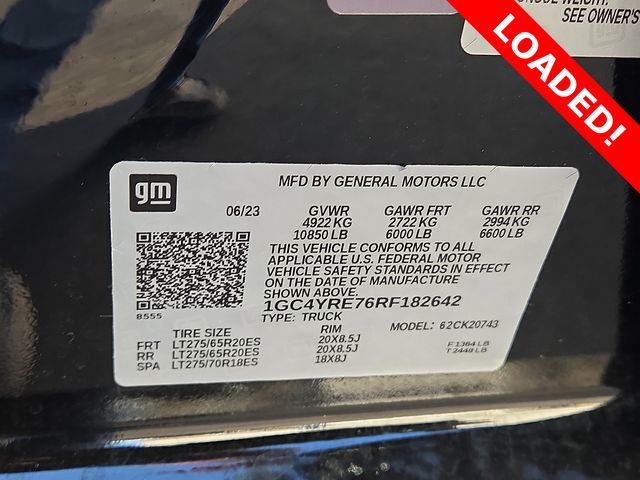 SEE OWNER'S
LOADED!
gm
MFD BY GENERAL MOTORS LLC
06/23 GVWR GAWR FRT GAWR RR
4922 KG 2722 KG 2994 KG
10850 LB 6000 LB 6600 LB
THIS VEHICLE CONFORMS TO ALL
APPLICABLE U.S. FEDERAL MOTOR
VEHICLE SAFETY STANDARDS IN EFFECT
ON THE DATE OF MANUFACTURE
SHOWN ABOVE.
8555
1GC4YRE76RF182642
TYPE: TRUCK MODEL: 62CK20743
TIRE SIZE RIM
FRT LT275/65R20ES 20X8.5J F 1364 LB
RR LT275/65R20ES 20X8.5J T 2448 LB
SPA LT275/70R18ES 18X8J